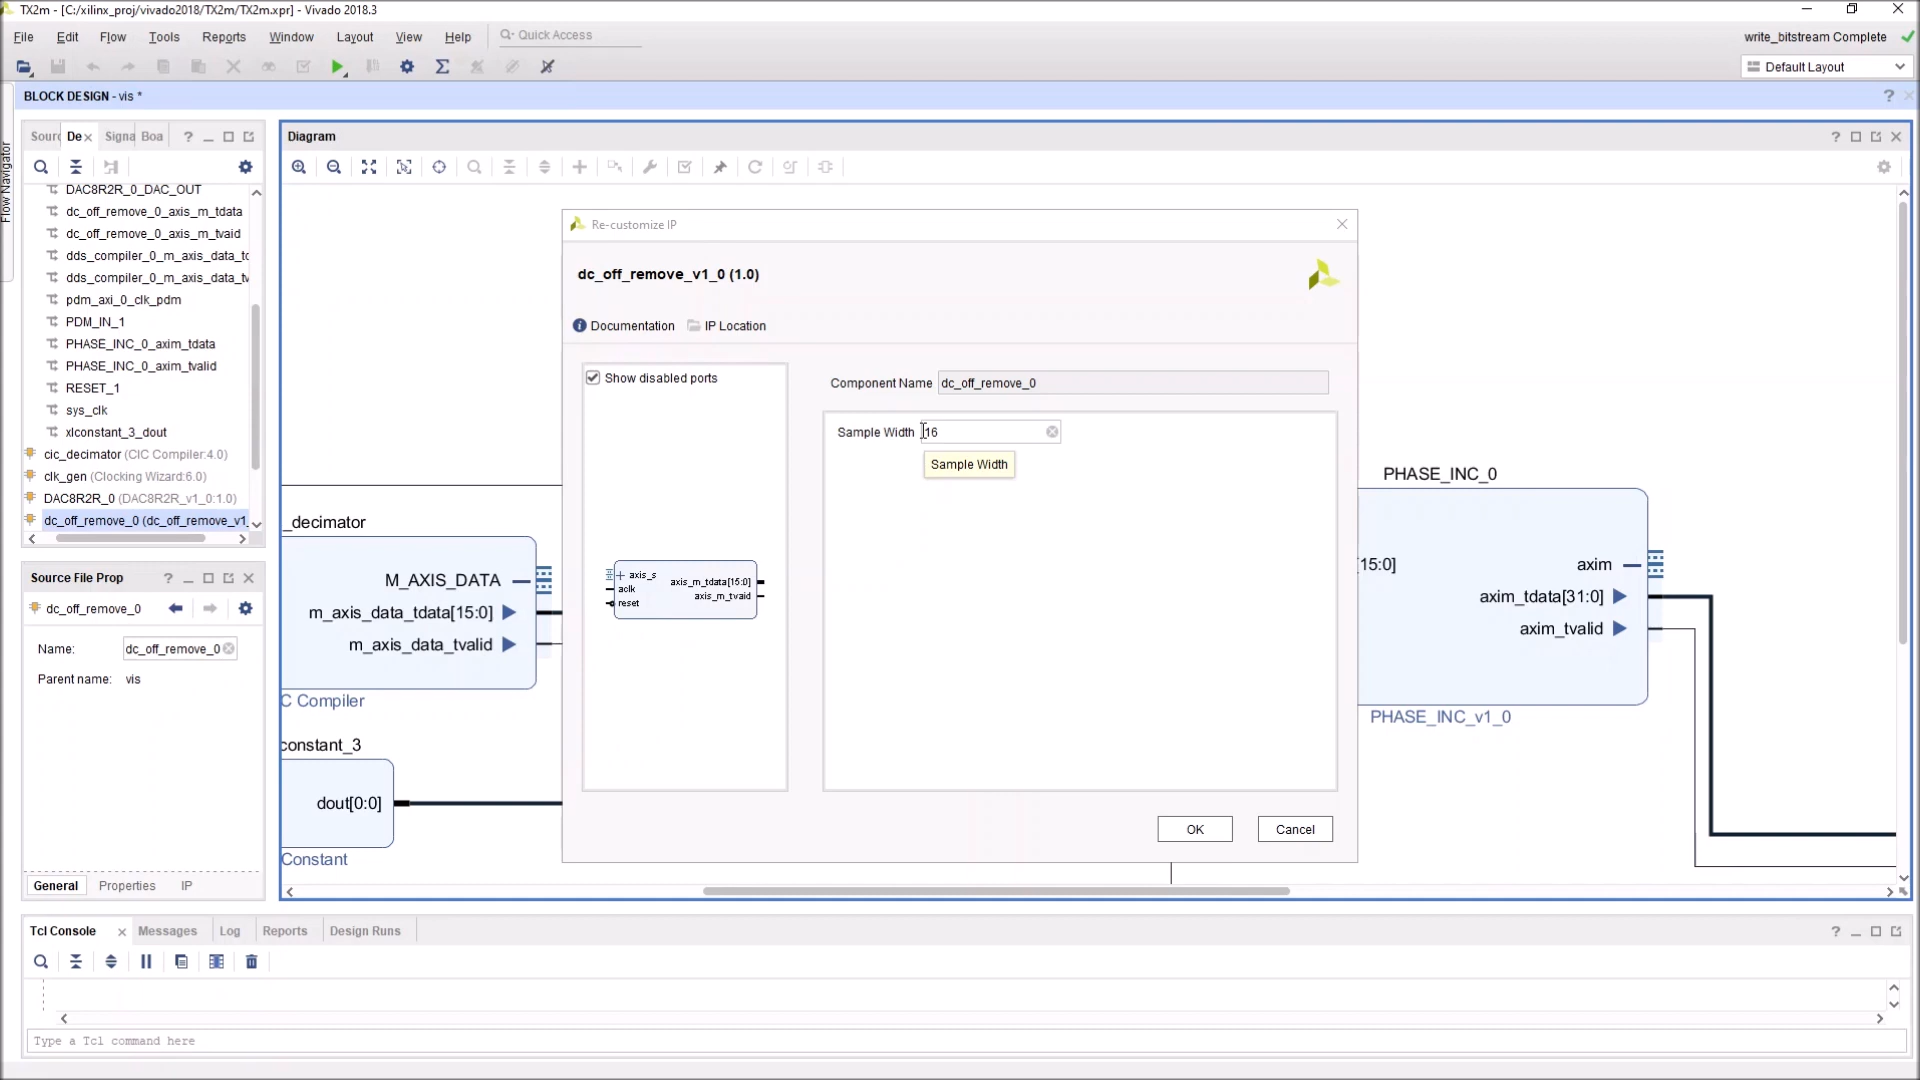 TX2m - [C:/xilinx_proj/vivado2018/TX2m/TX2m.xpr] - Vivado 2018.3
File Edit Flow Tools Reports Window Layout View Help Quick Access
write_bitstream Complete
Default Layout
BLOCK DESIGN - vis *
Flow Navigator
Sourc De Signa Boa
Diagram
DAC8R2R_0_DAC_OUT
dc_off_remove_0_axis_m_tdata
dc_off_remove_0_axis_m_tvaid
dds_compiler_0_m_axis_data_tc
dds_compiler_0_m_axis_data_tv
pdm_axi_0_clk_pdm
PDM_IN_1
PHASE_INC_0_axim_tdata
PHASE_INC_0_axim_tvalid
RESET_1
sys_clk
xlconstant_3_dout
cic_decimator (CIC Compiler:4.0)
clk_gen (Clocking Wizard:6.0)
DAC8R2R_0 (DAC8R2R_v1_0:1.0)
dc_off_remove_0 (dc_off_remove_v1_
Source File Prop
dc_off_remove_0
Name: dc_off_remove_0
Parent name: vis
General Properties IP
_decimator
M_AXIS_DATA
m_axis_data_tdata[15:0]
m_axis_data_tvalid
C Compiler
constant_3
dout[0:0]
Constant
Re-customize IP
dc_off_remove_v1_0 (1.0)
Documentation IP Location
Show disabled ports
axis_s
aclk
reset
axis_m_tdata[15:0]
axis_m_tvaid
Component Name dc_off_remove_0
Sample Width 16
Sample Width
OK Cancel
PHASE_INC_0
[15:0]
axim
axim_tdata[31:0]
axim_tvalid
PHASE_INC_v1_0
Tcl Console Messages Log Reports Design Runs
Type a Tcl command here